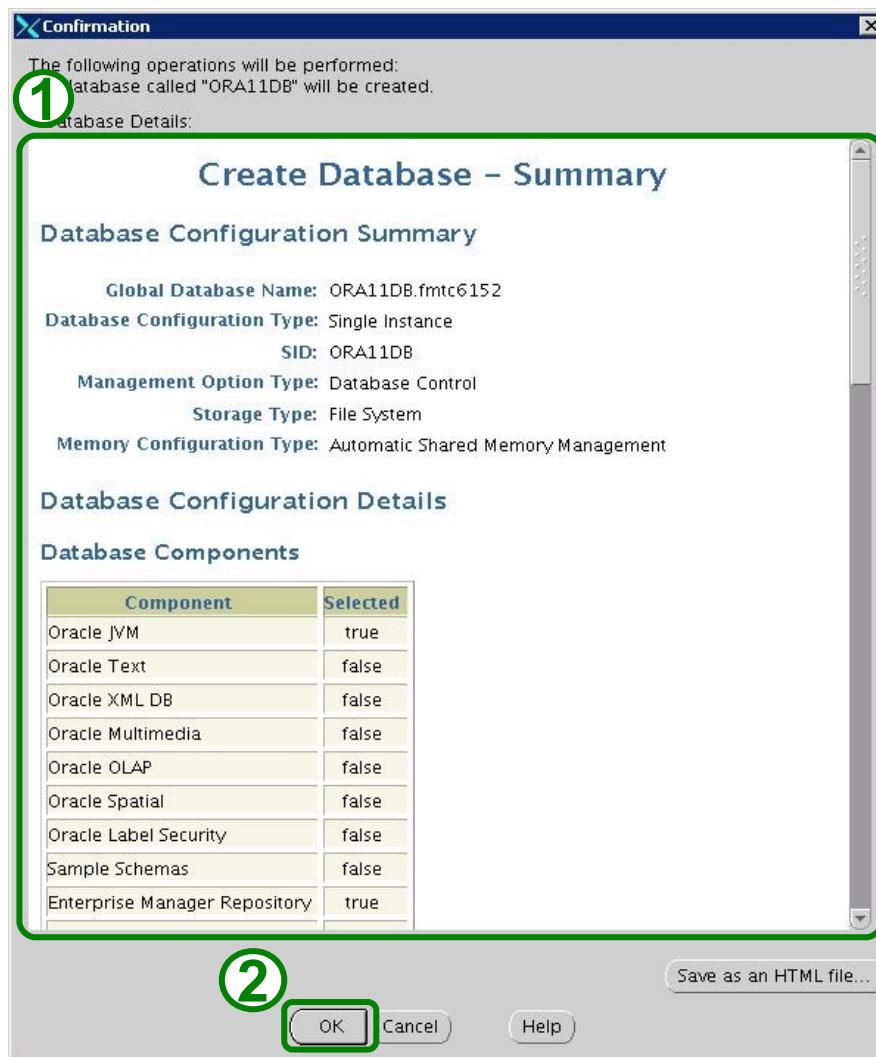 Confirmation
The following operations will be performed:
database called "ORA11DB" will be created.
1
atabase Details:
Create Database – Summary
Database Configuration Summary
Global Database Name: ORA11DB.fmtc6152
Database Configuration Type: Single Instance
SID: ORA11DB
Management Option Type: Database Control
Storage Type: File System
Memory Configuration Type: Automatic Shared Memory Management
Database Configuration Details
Database Components
Component Selected
Oracle JVM true
Oracle Text false
Oracle XML DB false
Oracle Multimedia false
Oracle OLAP false
Oracle Spatial false
Oracle Label Security false
Sample Schemas false
Enterprise Manager Repository true
Save as an HTML file...
2
OK Cancel Help